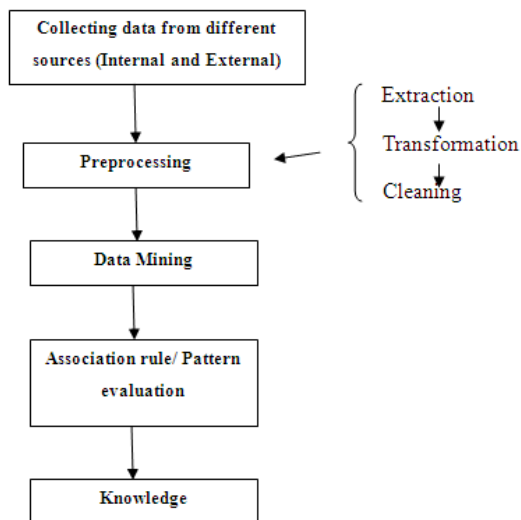 Collecting data from different
sources (Internal and External)
Extraction
Transformation
Cleaning
Preprocessing
Data Mining
Association rule/ Pattern
evaluation
Knowledge